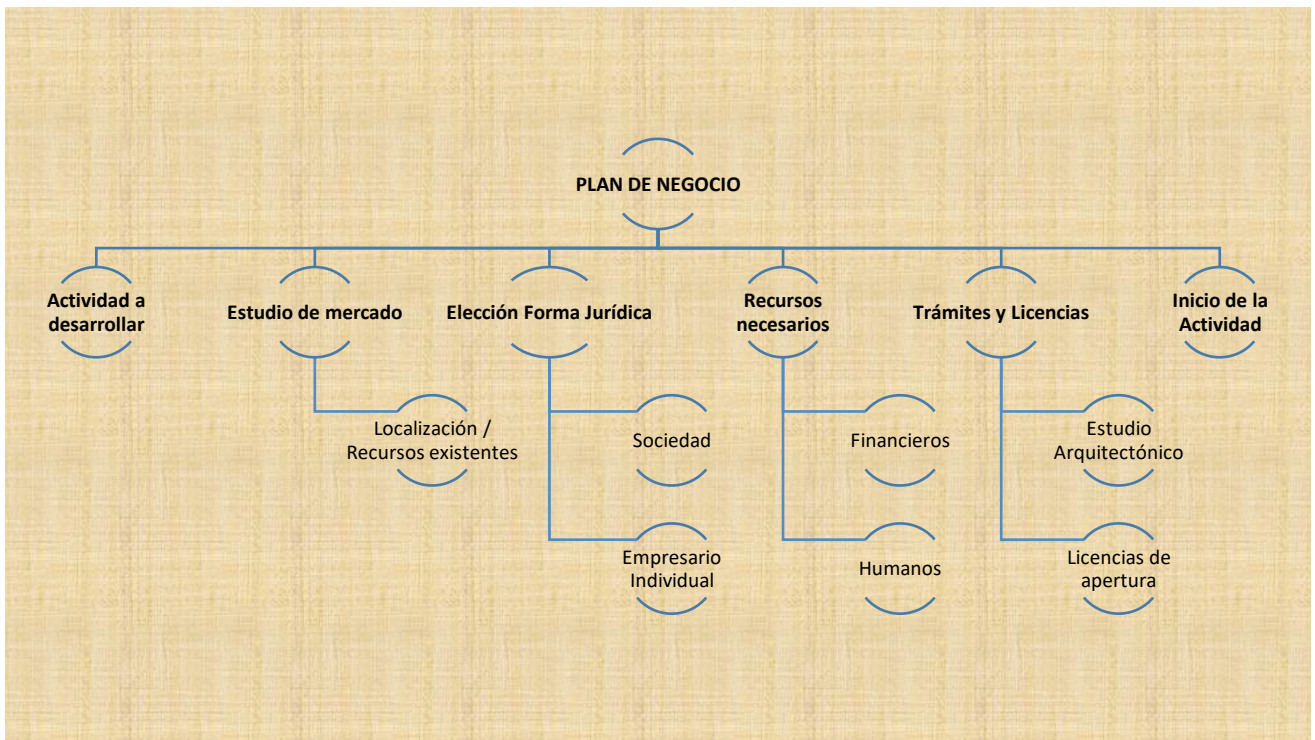 PLAN DE NEGOCIO
Actividad a
desarrollar
Estudio de mercado
Localización /
Recursos existentes
Elección Forma Jurídica
Sociedad
Empresario
Individual
Recursos
necesarios
Financieros
Humanos
Trámites y Licencias
Estudio
Arquitectónico
Licencias de
apertura
Inicio de la
Actividad